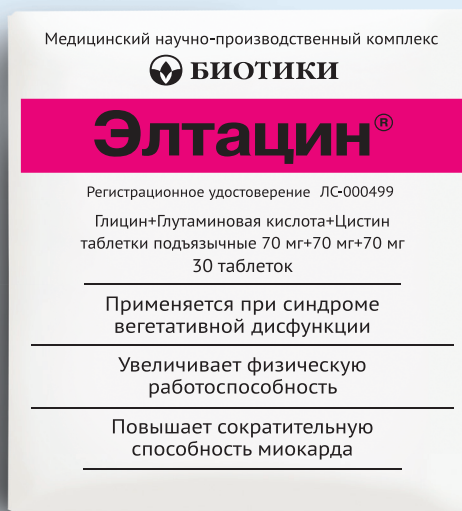 Медицинский научно-производственный комплекс
БИОТИКИ
Элтацин®
Регистрационное удостоверение ЛС-000499
Глицин+Глутаминовая кислота+Цистин
таблетки подъязычные 70 мг+70 мг+70 мг
30 таблеток
Применяется при синдроме
вегетативной дисфункции
Увеличивает физическую
работоспособность
Повышает сократительную
способность миокарда